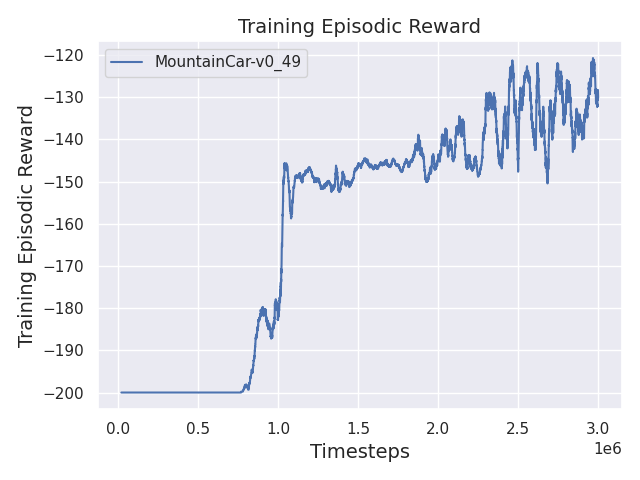 Training Episodic Reward
MountainCar-v0_49
Training Episodic Reward
−120
−130
−140
−150
−160
−170
−180
−190
−200
0.0 0.5 1.0 1.5 2.0 2.5 3.0
1e6
Timesteps